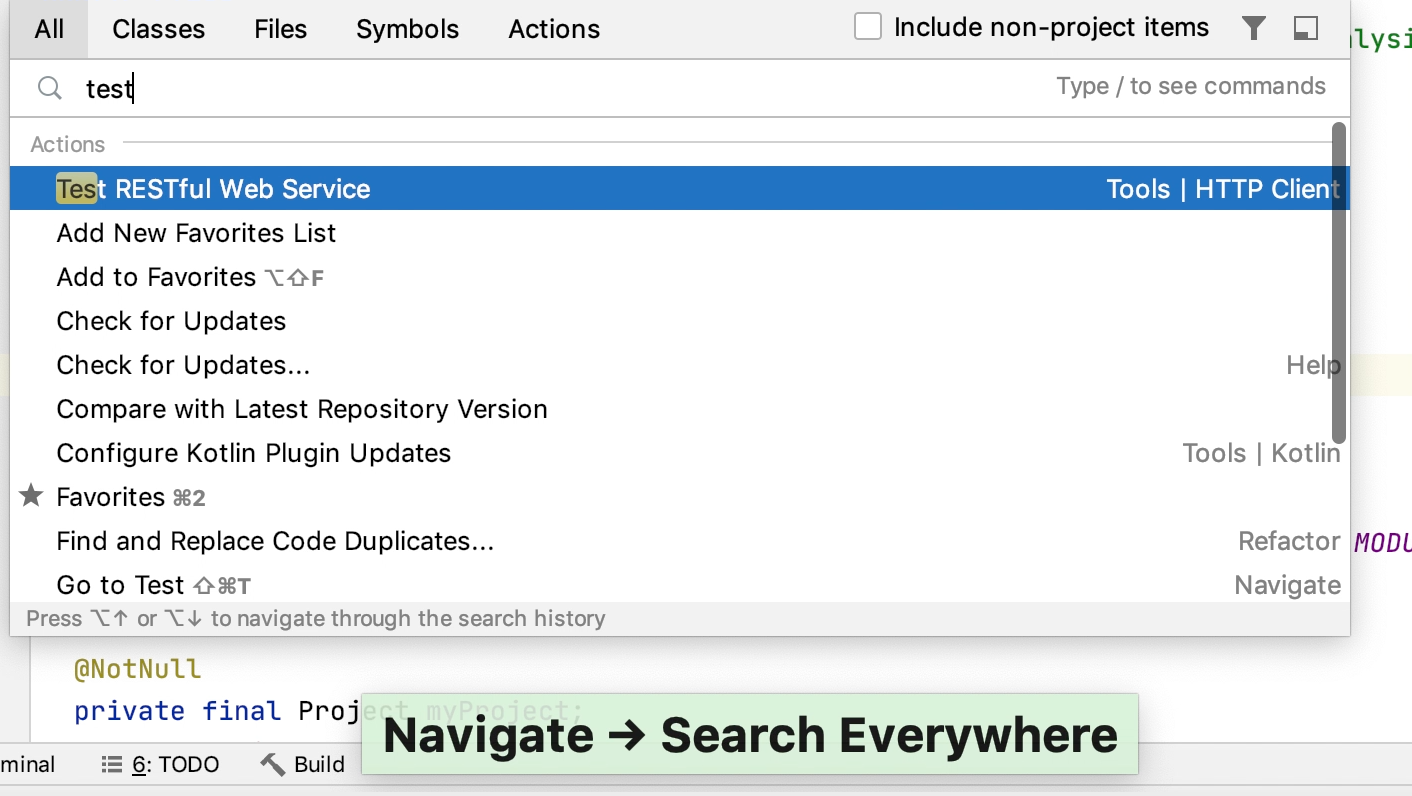 All Classes Files Symbols Actions Include non-project items
test Type / to see commands
Actions
Test RESTful Web Service Tools | HTTP Client
Add New Favorites List
Add to Favorites ⌥⇧F
Check for Updates
Check for Updates... Help
Compare with Latest Repository Version
Configure Kotlin Plugin Updates Tools | Kotlin
Favorites ⌘2
Find and Replace Code Duplicates... Refactor
MODU
Go to Test ⇧⌘T Navigate
Press ⌥↑ or ⌥↓ to navigate through the search history
@NotNull
private final Project myProject;
Navigate → Search Everywhere
minal 6: TODO Build